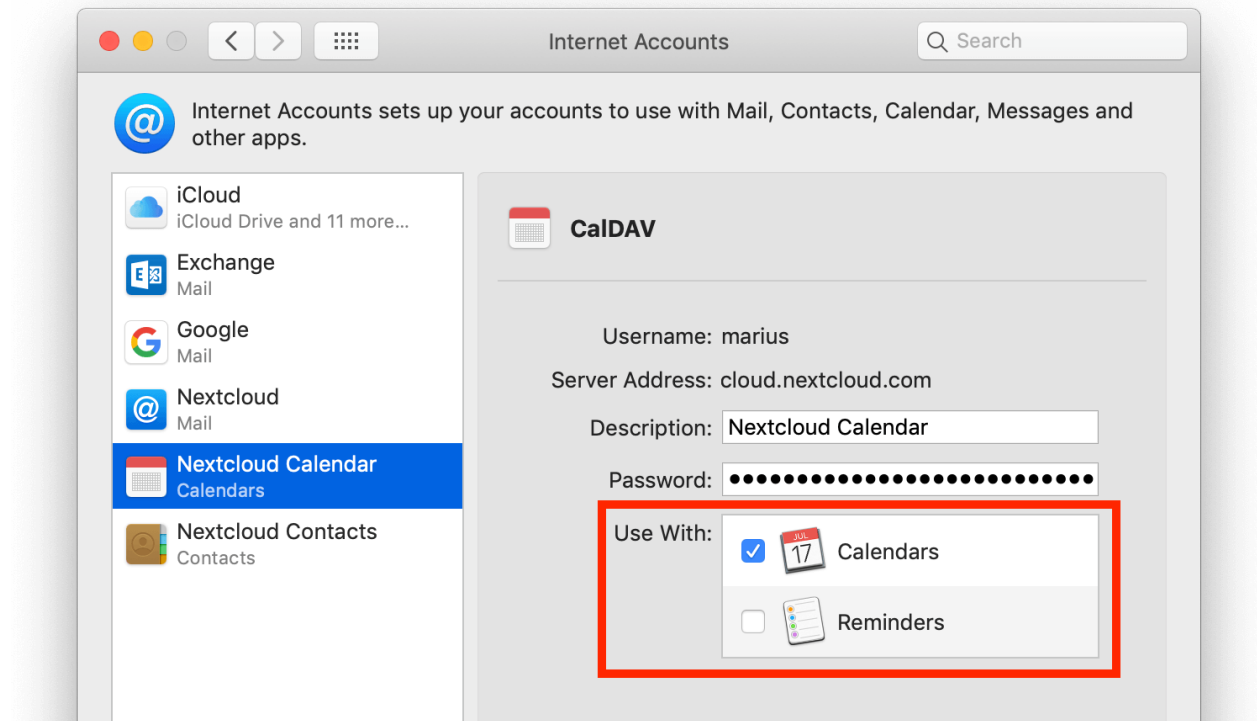 Internet Accounts
Search
Internet Accounts sets up your accounts to use with Mail, Contacts, Calendar, Messages and
other apps.
iCloud
iCloud Drive and 11 more...
Exchange
Mail
Google
Mail
Nextcloud
Mail
Nextcloud Calendar
Calendars
Nextcloud Contacts
Contacts
CalDAV
Username: marius
Server Address: cloud.nextcloud.com
Description: Nextcloud Calendar
Password: ●●●●●●●●●●●●●●●●●●●●●●●●●●●
Use With:
JUL
17
Calendars
Reminders